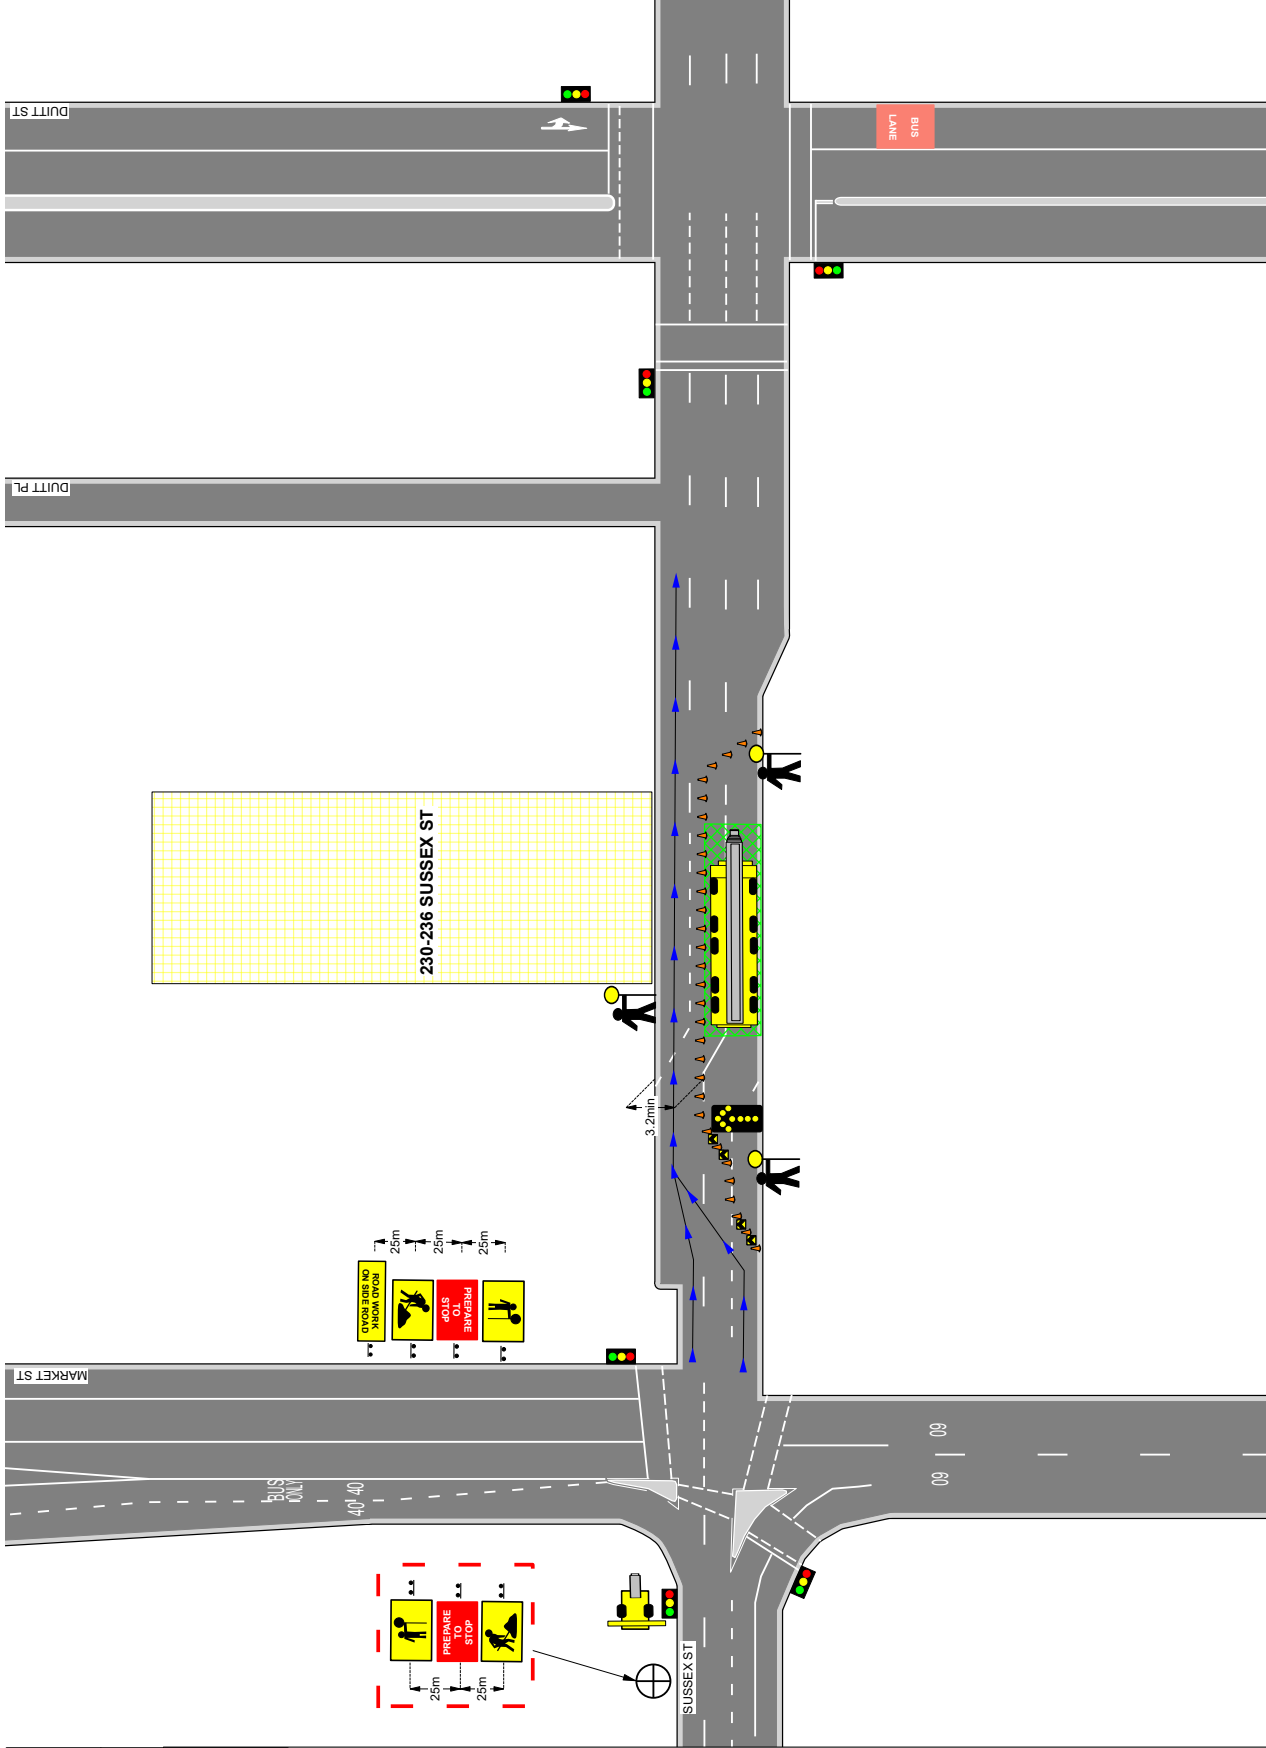 DUITT ST
BUS
LANE
DUITT PL
230-236 SUSSEX ST
3.2min
25m
25m
25m
ROAD WORK
ON SIDE ROAD
PREPARE
TO
STOP
MARKET ST
BUS
ONLY
40
40
60
60
PREPARE
TO
STOP
25m
25m
SUSSEX ST